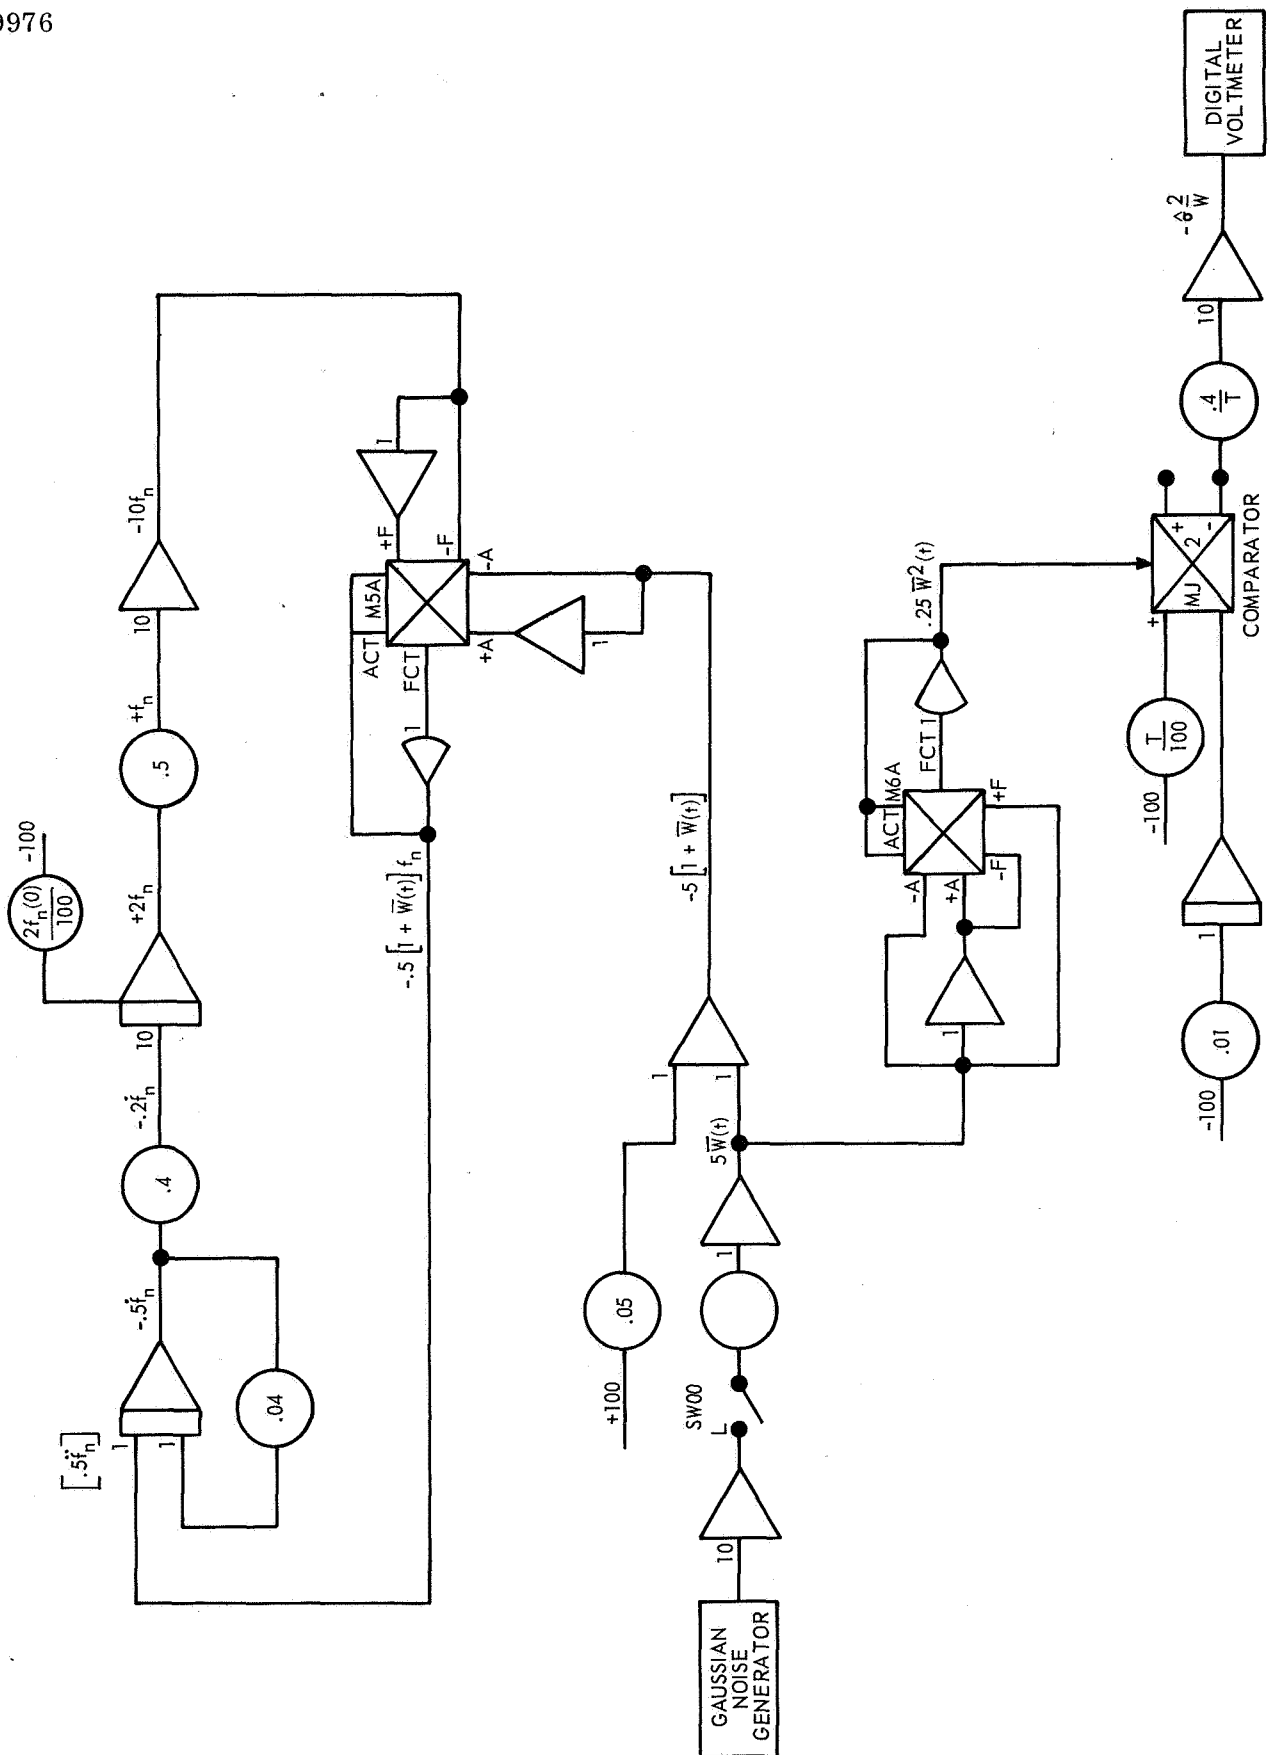 9976
[.5f̈n]
1
1
.04
-.5ḟn
.4
-.2ḟn
10
2fn(0)
100
-100
+2fn
.5
+fn
10
-10fn
1
+F
-F
M5A
ACT
FCT
-A
+A
1
1
-.5 [1 + W̅(t)] fn
-5 [1 + W̅(t)]
+100
.05
1
1
5W̅(t)
GAUSSIAN
NOISE
GENERATOR
10
SW00
L
1
1
-A
+A
ACT
M6A
-F
+F
FCT
1
.25 W̅²(t)
-100
T
100
+
MJ
2
+
-
COMPARATOR
-100
.01
1
.4
T
10
-σ̂²W̅
DIGITAL
VOLTMETER